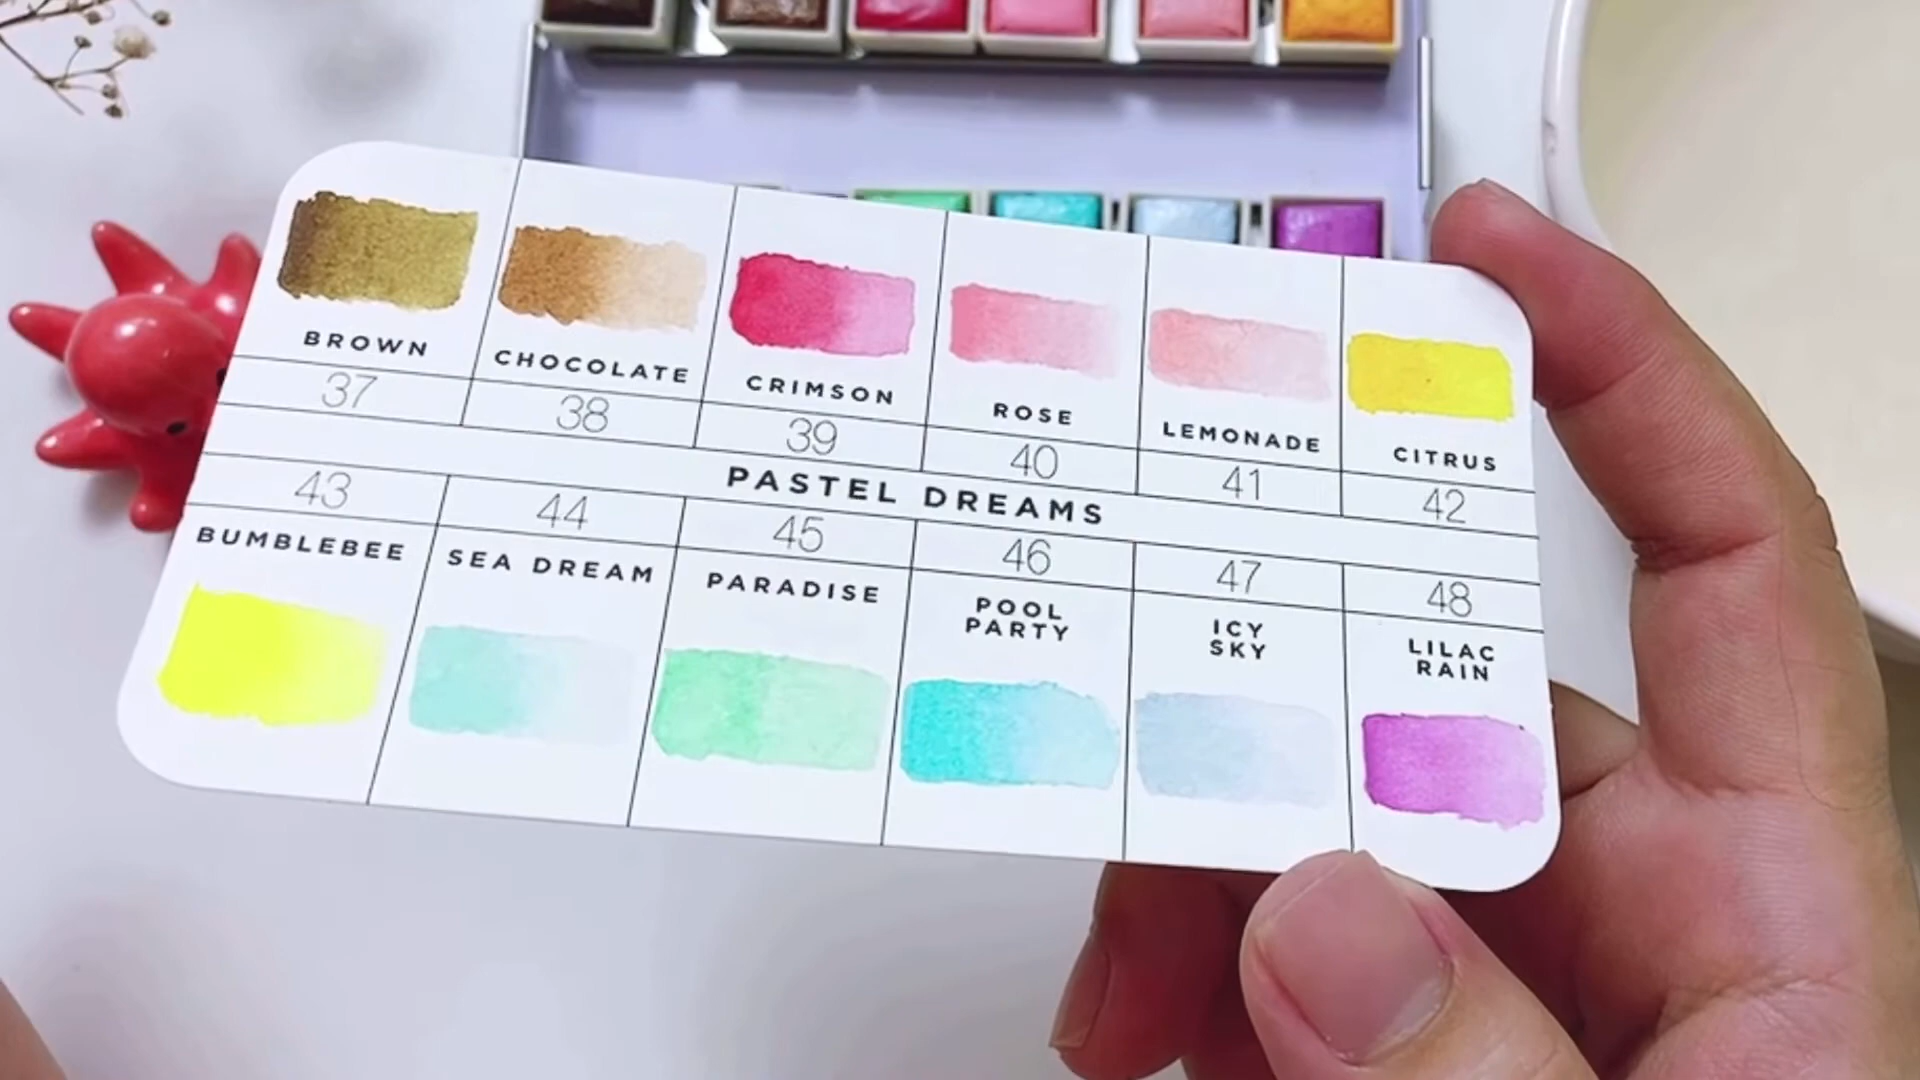 BROWN
CHOCOLATE
CRIMSON
ROSE
LEMONADE
CITRUS
37
38
39
40
41
42
PASTEL DREAMS
43
44
45
46
47
48
BUMBLEBEE
SEA DREAM
PARADISE
POOL
PARTY
ICY
SKY
LILAC
RAIN